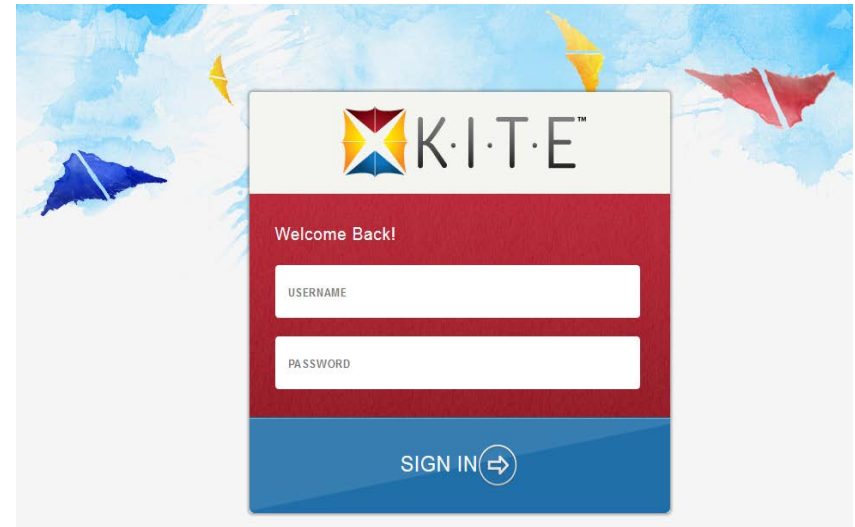 K·I·T·E™
Welcome Back!
USERNAME
PASSWORD
SIGN IN